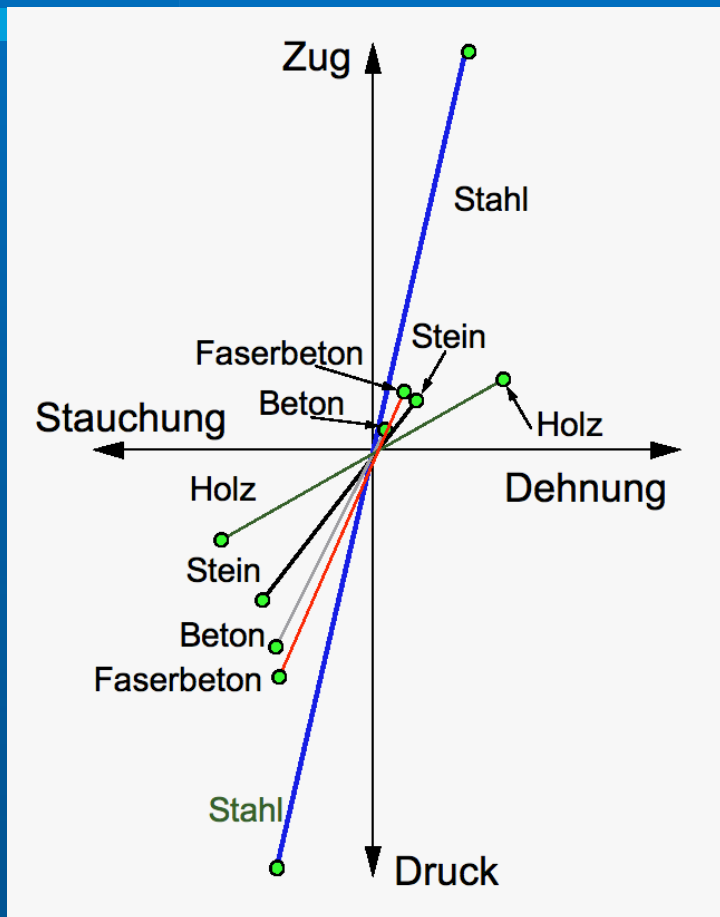 Zug
Stahl
Stein
Faserbeton
Beton
Stauchung
Holz
Dehnung
Holz
Stein
Beton
Faserbeton
Stahl
Druck